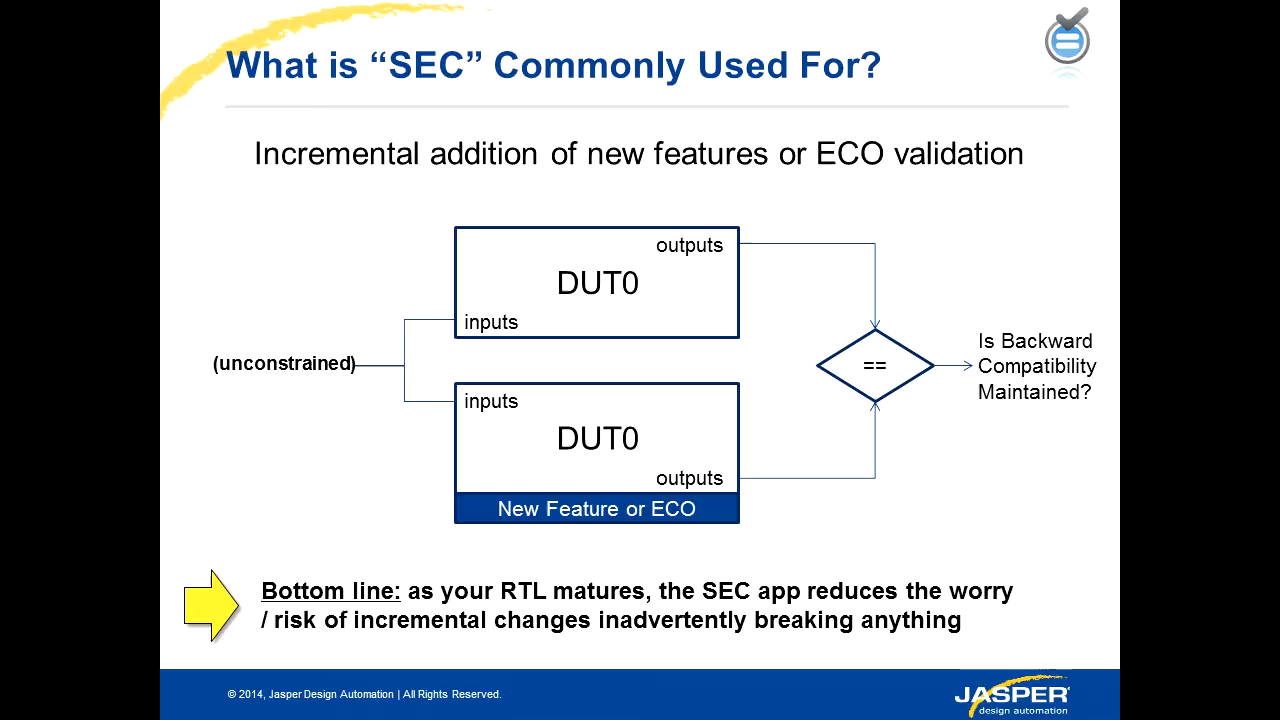 What is “SEC” Commonly Used For?
Incremental addition of new features or ECO validation
outputs
DUT0
inputs
(unconstrained)
inputs
DUT0
outputs
New Feature or ECO
==
Is Backward
Compatibility
Maintained?
Bottom line: as your RTL matures, the SEC app reduces the worry
/ risk of incremental changes inadvertently breaking anything
© 2014, Jasper Design Automation | All Rights Reserved.
JASPER
design automation